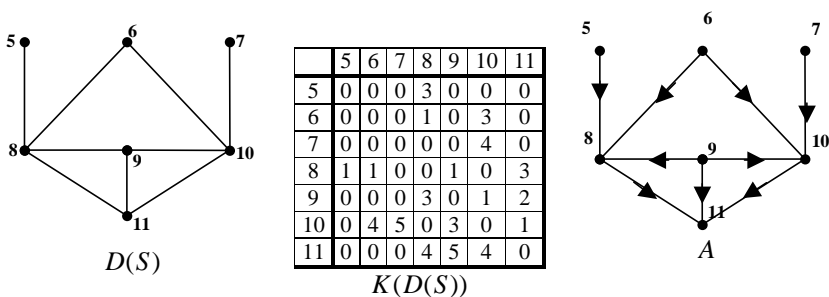 5 6 7
8 9 10
11
D(S)
5 6 7 8 9 10 11
5 0 0 0 3 0 0 0
6 0 0 0 1 0 3 0
7 0 0 0 0 0 4 0
8 1 1 0 0 1 0 3
9 0 0 0 3 0 1 2
10 0 4 5 0 3 0 1
11 0 0 0 4 5 4 0
K(D(S))
5 6 7
8 9 10
11
A